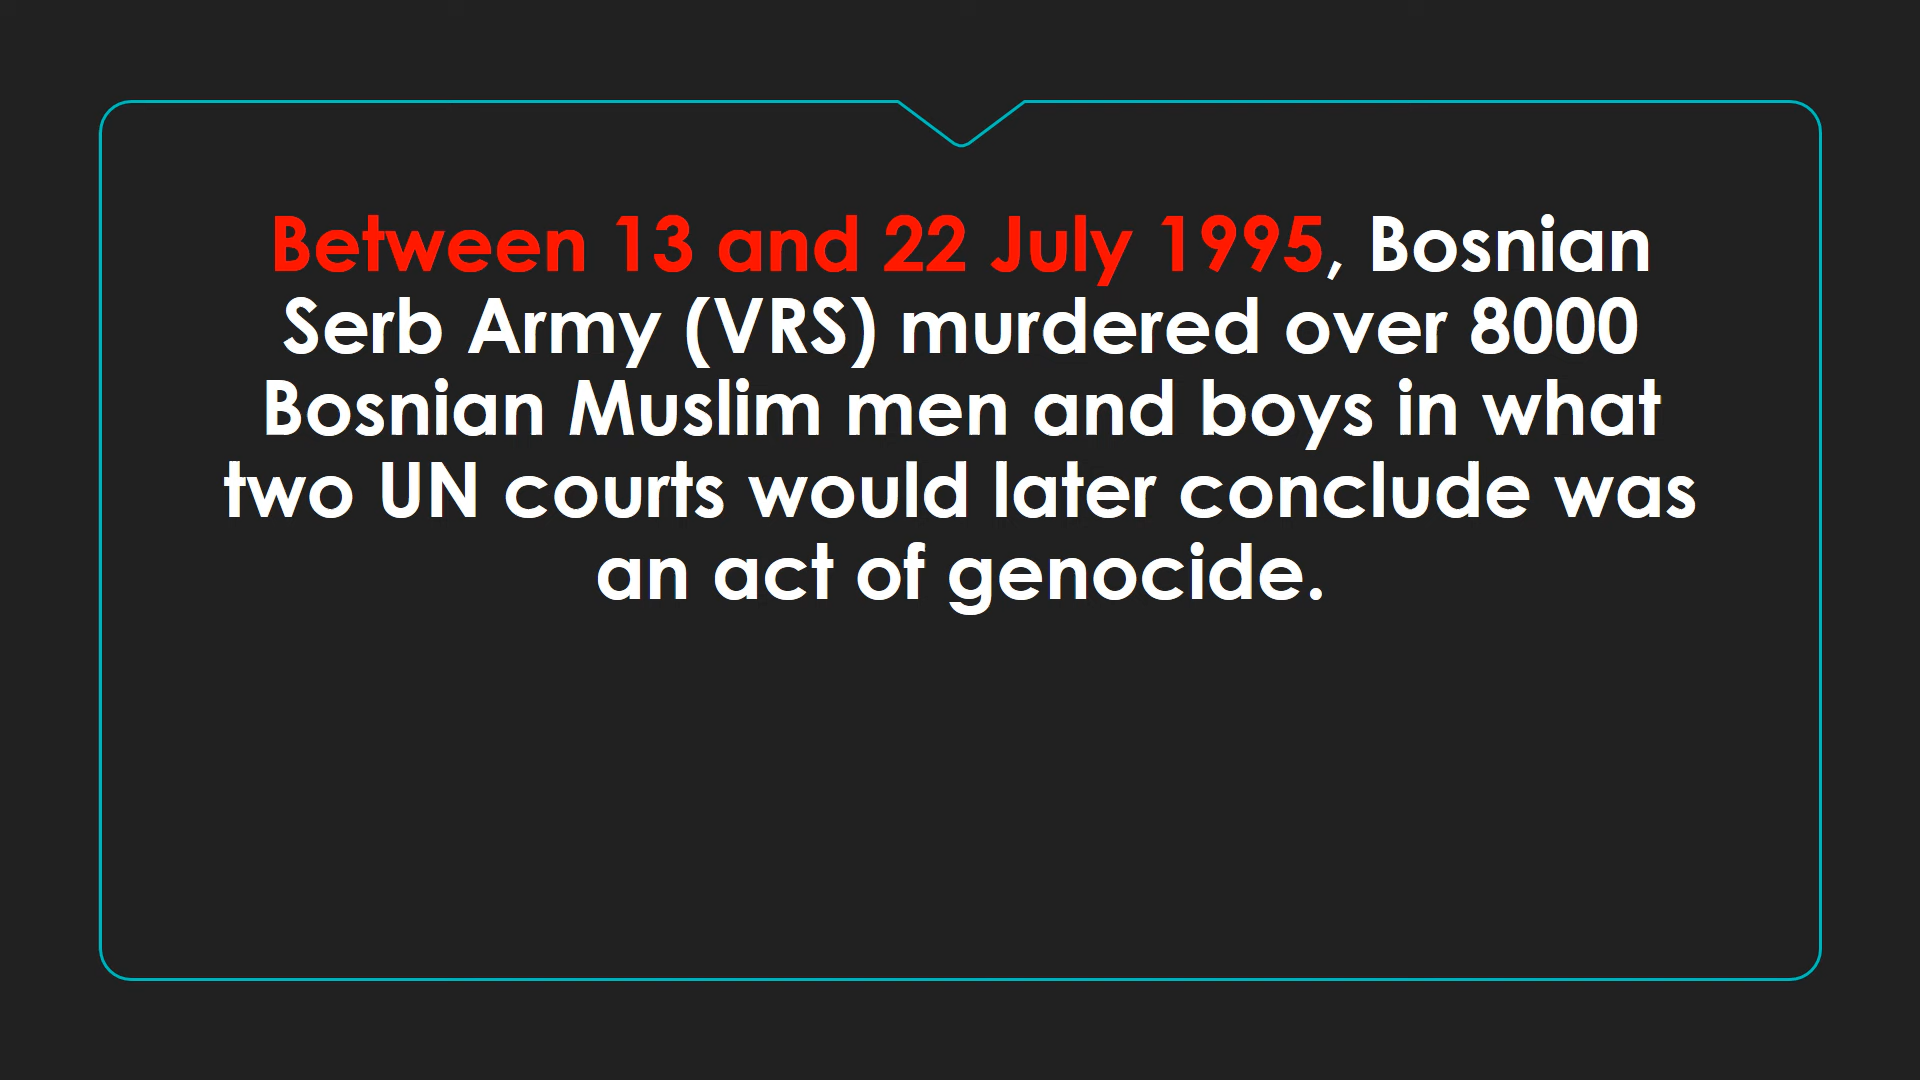 Between 13 and 22 July 1995, Bosnian
Serb Army (VRS) murdered over 8000
Bosnian Muslim men and boys in what
two UN courts would later conclude was
an act of genocide.